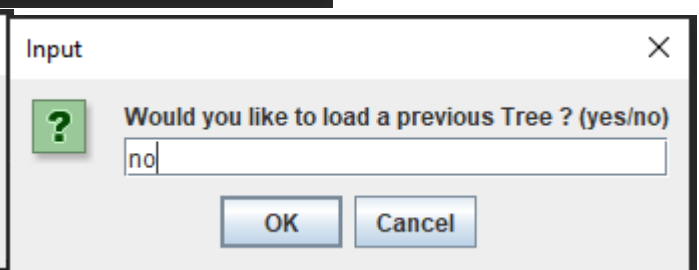 Input
Would you like to load a previous Tree ? (yes/no)
no
OK
Cancel